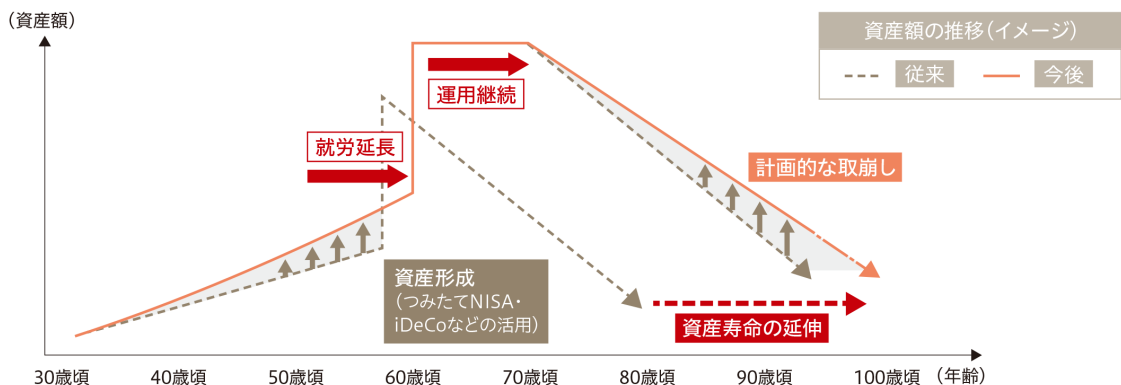 (資産額)
資産額の推移(イメージ)
従来
今後
運用継続
就労延長
計画的な取崩し
資産形成
(つみたてNISA・
iDeCoなどの活用)
資産寿命の延伸
30歳頃 40歳頃 50歳頃 60歳頃 70歳頃 80歳頃 90歳頃 100歳頃 (年齢)